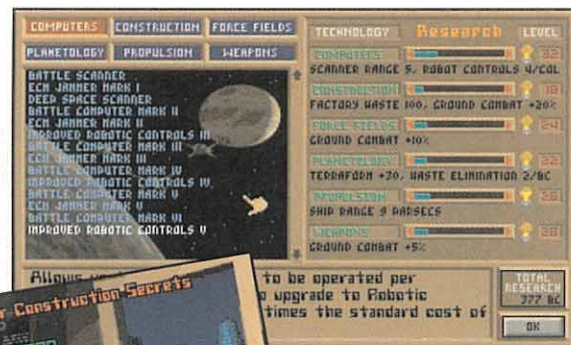 COMPUTERS CONSTRUCTION FORCE FIELDS
PLANETOLOGY PROPULSION WEAPONS
BATTLE SCANNER
ECM JAMMER MARK I
DEEP SPACE SCANNER
BATTLE COMPUTER MARK II
ECM JAMMER MARK II
IMPROVED ROBOTIC CONTROLS III
BATTLE COMPUTER MARK III
ECM JAMMER MARK III
BATTLE COMPUTER MARK IV
IMPROVED ROBOTIC CONTROLS IV
BATTLE COMPUTER MARK V
ECM JAMMER MARK V
BATTLE COMPUTER MARK VI
IMPROVED ROBOTIC CONTROLS V
TECHNOLOGY Research LEVEL
COMPUTERS 32
SCANNER RANGE 5, ROBOT CONTROLS 4/COL
CONSTRUCTION 18
FACTORY WASTE 100, GROUND COMBAT +20%
FORCE FIELDS 24
GROUND COMBAT +10%
PLANETOLOGY 22
TERRAFORM +30, WASTE ELIMINATION 2/BC
PROPULSION 26
SHIP RANGE 9 PARSECS
WEAPONS 28
GROUND COMBAT +5%
Allows to be operated per
upgrade to Robotic
times the standard cost of
TOTAL
RESEARCH
377 BC
OK
Construction Secrets